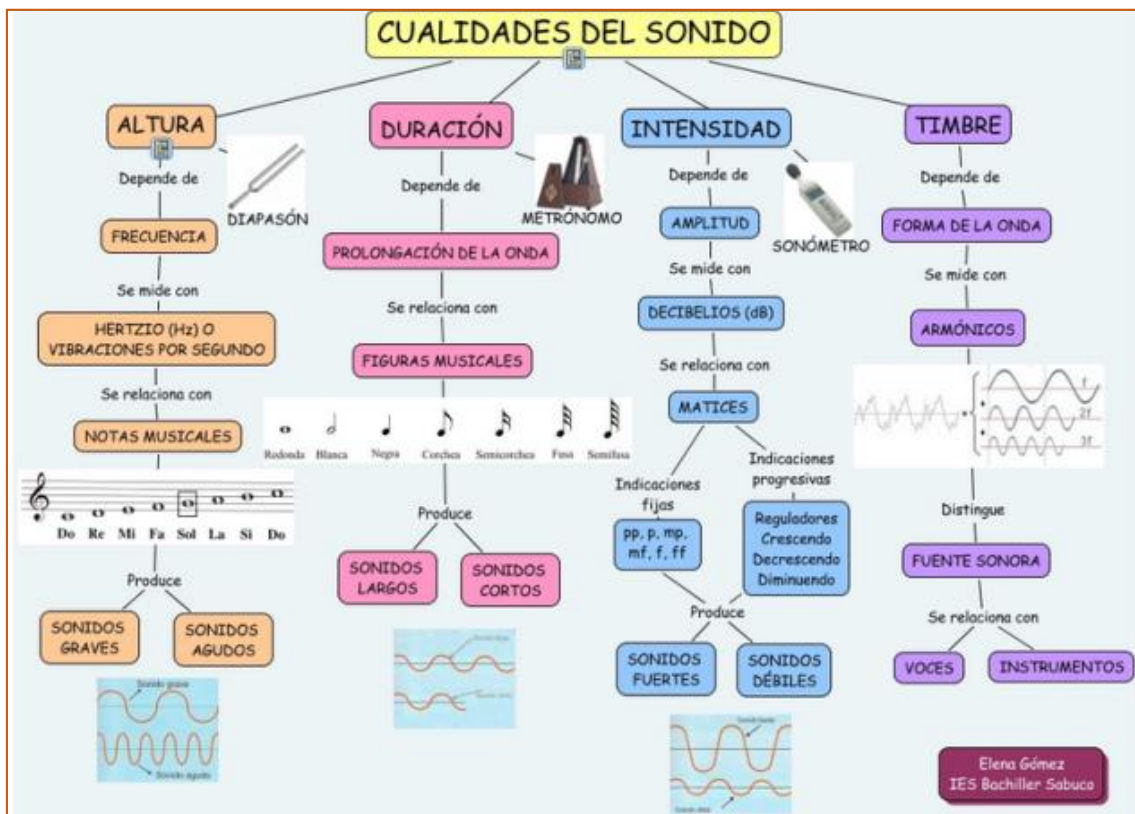 CUALIDADES DEL SONIDO
ALTURA
Depende de
DIAPASÓN
FRECUENCIA
Se mide con
HERTZIO (Hz) O
VIBRACIONES POR SEGUNDO
Se relaciona con
NOTAS MUSICALES
Do Re Mi Fa Sol La Si Do
Produce
SONIDOS
GRAVES
SONIDOS
AGUDOS
Sonido grave
Sonido agudo
DURACIÓN
Depende de
METRÓNOMO
PROLONGACIÓN DE LA ONDA
Se relaciona con
FIGURAS MUSICALES
Redonda Blanca Negra Corchea Semicorchea Fusa Semifusa
Produce
SONIDOS
LARGOS
SONIDOS
CORTOS
INTENSIDAD
Depende de
SONÓMETRO
AMPLITUD
Se mide con
DECIBELIOS (dB)
Se relaciona con
MATICES
Indicaciones
fijas
pp, p, mp,
mf, f, ff
Indicaciones
progresivas
Reguladores
Crescendo
Decrescendo
Diminuendo
Produce
SONIDOS
FUERTES
SONIDOS
DÉBILES
TIMBRE
Depende de
FORMA DE LA ONDA
Se mide con
ARMÓNICOS
f
2f
3f
Distingue
FUENTE SONORA
Se relaciona con
VOCES
INSTRUMENTOS
Elena Gómez
IES Bachiller Sabuco